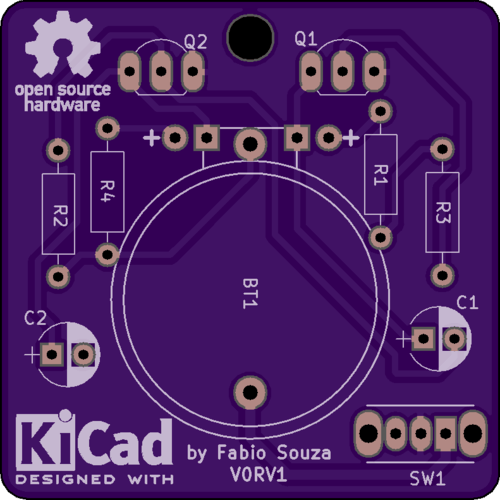 Q2
Q1
open source
hardware
+
+
R2
R4
R1
R3
BT1
C2
C1
+
+
KiCad
DESIGNED WITH
by Fabio Souza
V0RV1
SW1